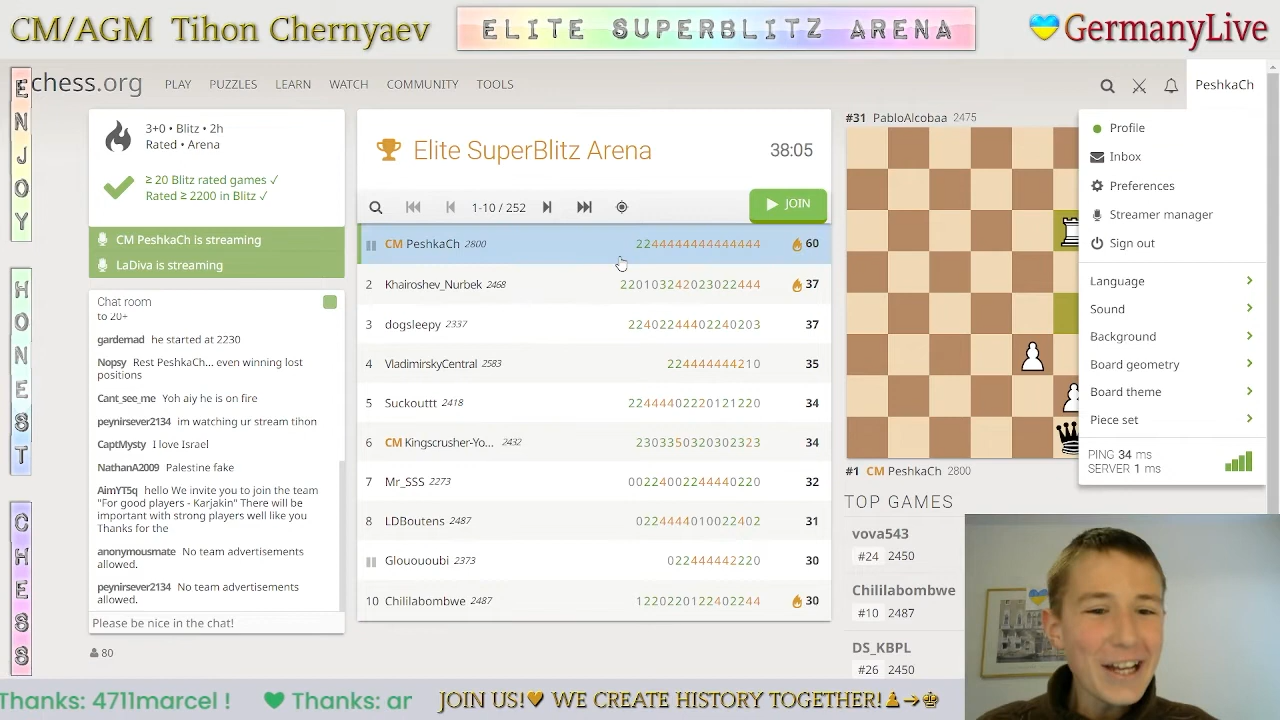 CM/AGM Tihon Chernyaev
ELITE SUPERBLITZ ARENA
GermanyLive
ENJOY
HONEST
CHESS
chess.org
PLAY PUZZLES LEARN WATCH COMMUNITY TOOLS
PeshkaCh
3+0 • Blitz • 2h
Rated • Arena
≥ 20 Blitz rated games ✓
Rated ≥ 2200 in Blitz ✓
CM PeshkaCh is streaming
LaDiva is streaming
Chat room
to 20+
gardemad he started at 2230
Nopsy Rest PeshkaCh... even winning lost
positions
Cant_see_me Yoh aiy he is on fire
peynirsever2134 im watching ur stream tihon
CaptMysty I love Israel
NathanA2009 Palestine fake
AimYT5q hello We invite you to join the team
"For good players - Karjakin" There will be
important with strong players well like you
Thanks for the
anonymousmate No team advertisements
allowed.
peynirsever2134 No team advertisements
allowed.
Please be nice in the chat!
80
Elite SuperBlitz Arena 38:05
1-10 / 252
JOIN
CM PeshkaCh 2800 22444444444444444 60
2 Khairoshev_Nurbek 2468 220103242023022444 37
3 dogsleepy 2337 22402244402240203 37
4 VladimirskyCentral 2583 22444444210 35
5 Suckouttt 2418 22444402220121220 34
6 CM Kingscrusher-Yo... 2432 2303350320302323 34
7 Mr_SSS 2273 00224002244440220 32
8 LDBoutens 2487 0224444010022402 31
Glouououbi 2373 022444442220 30
10 Chililabombwe 2487 1220220122402244 30
#31 PabloAlcobaa 2475
#1 CM PeshkaCh 2800
TOP GAMES
vova543
#24 2450
Chililabombwe
#10 2487
DS_KBPL
#26 2450
Profile
Inbox
Preferences
Streamer manager
Sign out
Language
Sound
Background
Board geometry
Board theme
Piece set
PING 34 ms
SERVER 1 ms
Thanks: 4711marcel ! Thanks: ar
JOIN US! WE CREATE HISTORY TOGETHER!